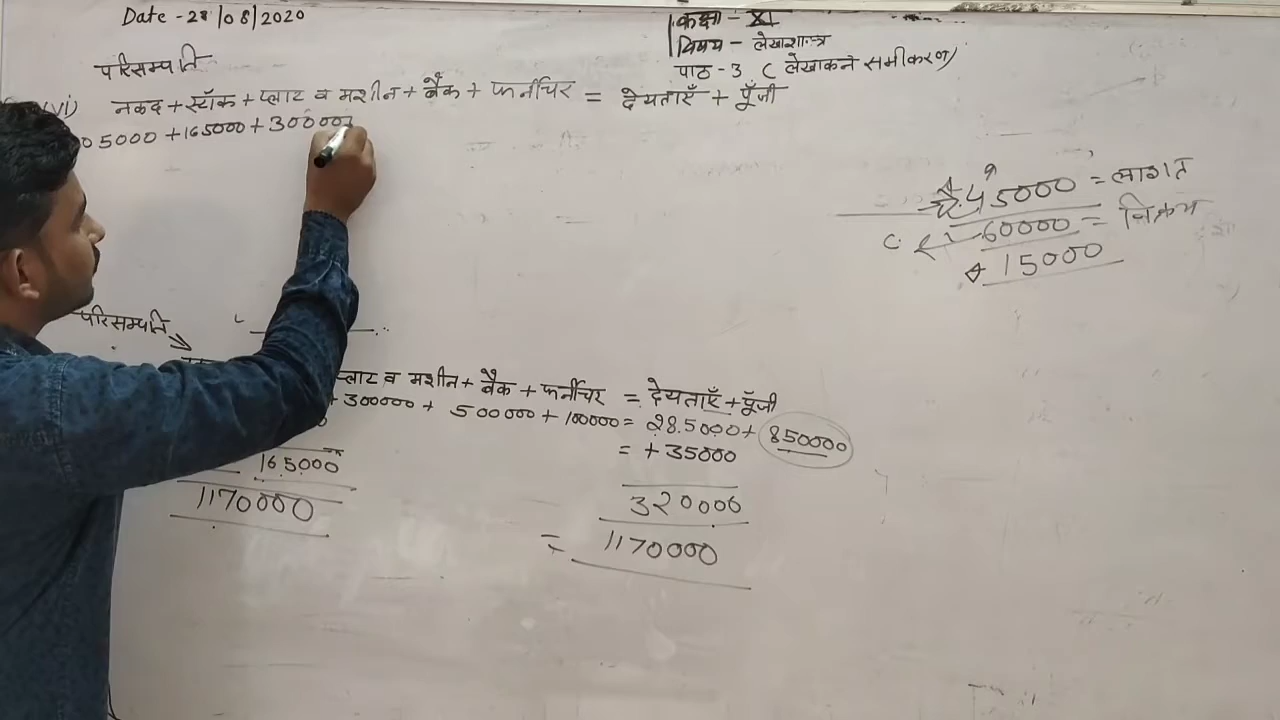 Date - 28/08/2020
कक्षा - XI
विषय - लेखाशास्त्र
पाठ - 3 ( लेखाकन समीकरण)
परिसम्पति
(vi) नकद + स्टॉक + प्लाट व मशीन + बैंक + फर्नीचर = देयताएँ + पूँजी
05000 + 165000 + 300000
45000 = लागत
60000 = विक्रय
15000
परिसम्पति
प्लाट व मशीन + बैंक + फर्नीचर = देयताएँ + पूँजी
+ 300000 + 500000 + 100000 = 285000 + 850000
= + 35000
165000
320000
1170000
= 1170000